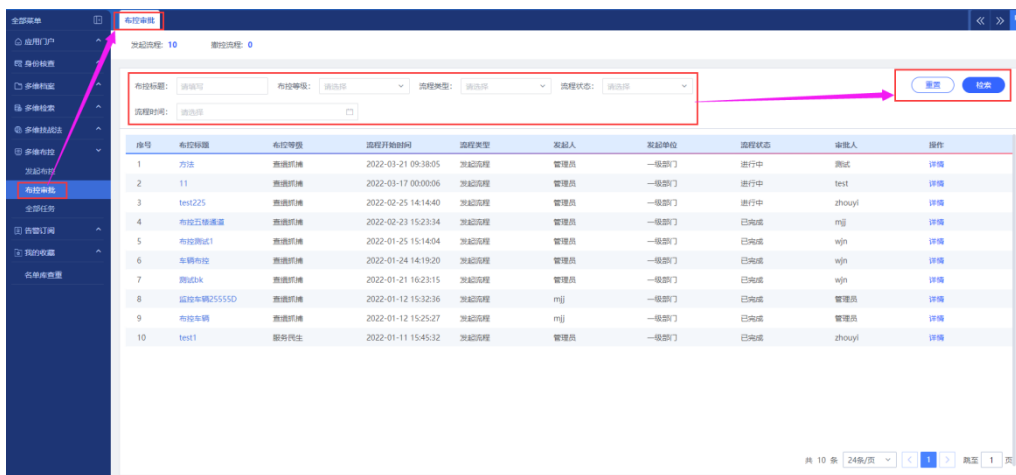 全部菜单
布控审批
应用门户
发起流程: 10 撤控流程: 0
身份核查
多维档案
布控标题: 请填写 布控等级: 请选择 流程类型: 请选择 流程状态: 请选择 重置 检索
多维检索
流程时间: 请选择
多维技战法
多维布控
序号 布控标题 布控等级 流程开始时间 流程类型 发起人 发起单位 流程状态 审批人 操作
发起布控
1 方法 查缉抓捕 2022-03-21 09:38:05 发起流程 管理员 一级部门 进行中 测试 详情
布控审批
2 11 查缉抓捕 2022-03-17 00:00:06 发起流程 管理员 一级部门 进行中 test 详情
全部任务
3 test225 查缉抓捕 2022-02-25 14:14:40 发起流程 管理员 一级部门 进行中 zhouyi 详情
告警订阅
4 布控五楼通道 查缉抓捕 2022-02-23 15:23:34 发起流程 管理员 一级部门 已完成 mjj 详情
我的收藏
5 布控测试1 查缉抓捕 2022-01-25 15:14:04 发起流程 管理员 一级部门 已完成 wjn 详情
名单库查重
6 车辆布控 查缉抓捕 2022-01-24 14:19:20 发起流程 管理员 一级部门 已完成 wjn 详情
7 测试bk 查缉抓捕 2022-01-21 16:23:15 发起流程 管理员 一级部门 已完成 wjn 详情
8 监控车辆25555D 查缉抓捕 2022-01-12 15:32:36 发起流程 mjj 一级部门 已完成 管理员 详情
9 布控车辆 查缉抓捕 2022-01-12 15:25:27 发起流程 mjj 一级部门 已完成 管理员 详情
10 test1 服务民生 2022-01-11 15:45:32 发起流程 管理员 一级部门 已完成 zhouyi 详情
共 10 条 24条/页 1 跳至 1 页